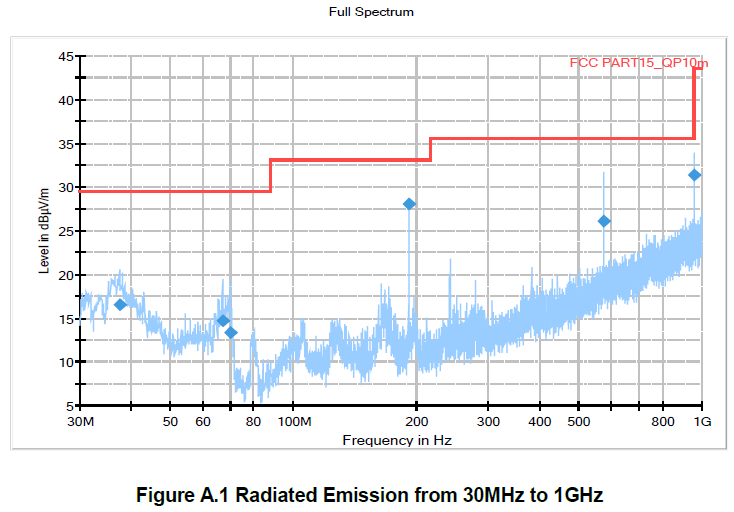 Full Spectrum
FCC PART15_QP10m
Level in dBµV/m
45
40
35
30
25
20
15
10
5
30M 50 60 80 100M 200 300 400 500 800 1G
Frequency in Hz
Figure A.1 Radiated Emission from 30MHz to 1GHz